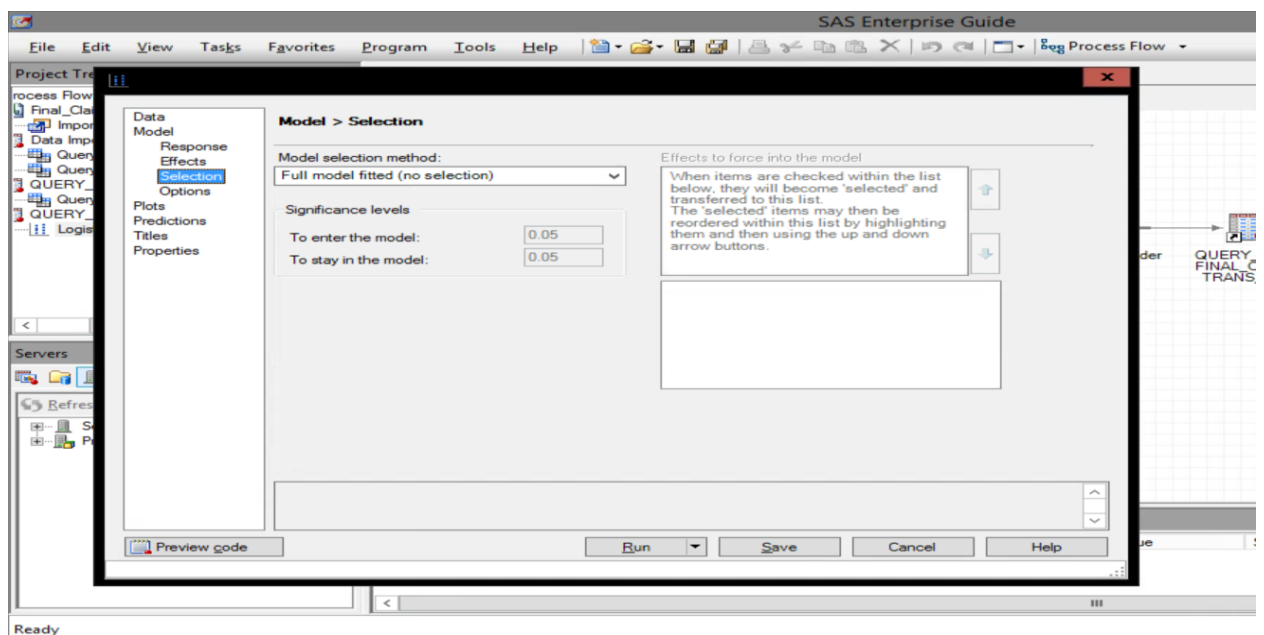 SAS Enterprise Guide
File Edit View Tasks Favorites Program Tools Help Process Flow
Project Tre
rocess Flow
Final_Clai
Impor
Data Impo
Query
Query
QUERY_
Query
QUERY_
Logis
Servers
Refres
S
P
Data
Model
Response
Effects
Selection
Options
Plots
Predictions
Titles
Properties
Model > Selection
Model selection method:
Full model fitted (no selection)
Significance levels
To enter the model: 0.05
To stay in the model: 0.05
Effects to force into the model
When items are checked within the list
below, they will become 'selected' and
transferred to this list.
The 'selected' items may then be
reordered within this list by highlighting
them and then using the up and down
arrow buttons.
Preview code Run Save Cancel Help
der
QUERY_
FINAL_C
TRANS_
ue
Ready